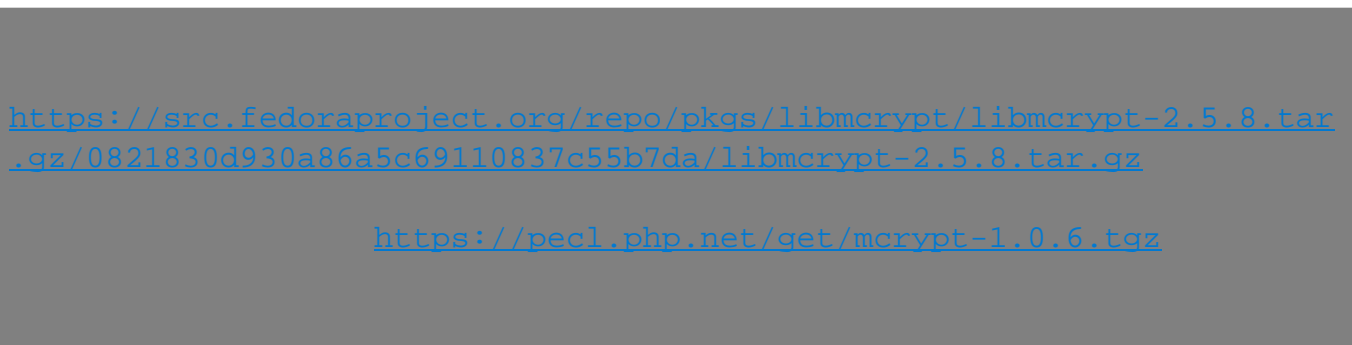 https://src.fedoraproject.org/repo/pkgs/libmcrypt/libmcrypt-2.5.8.tar
.gz/0821830d930a86a5c69110837c55b7da/libmcrypt-2.5.8.tar.gz
https://pecl.php.net/get/mcrypt-1.0.6.tgz